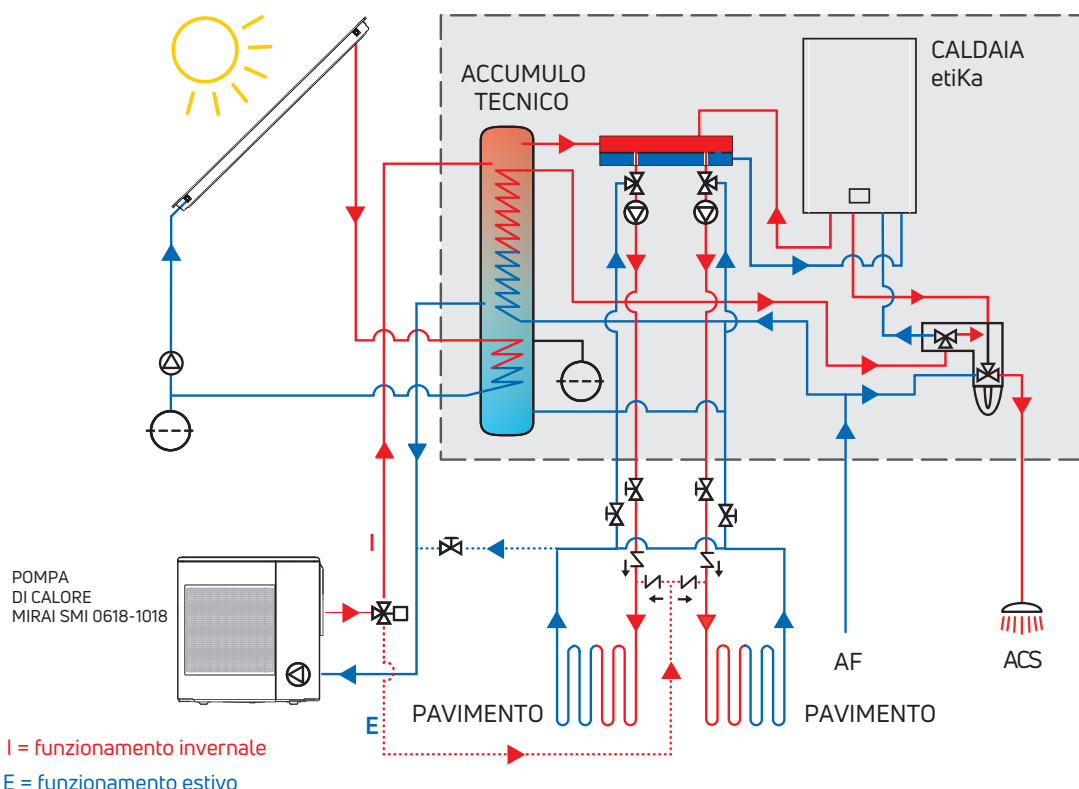 ACCUMULO
TECNICO
CALDAIA
etiKa
I
POMPA
DI CALORE
MIRAI SMI 0618-1018
E
PAVIMENTO
PAVIMENTO
AF
ACS
I = funzionamento invernale
E = funzionamento estivo